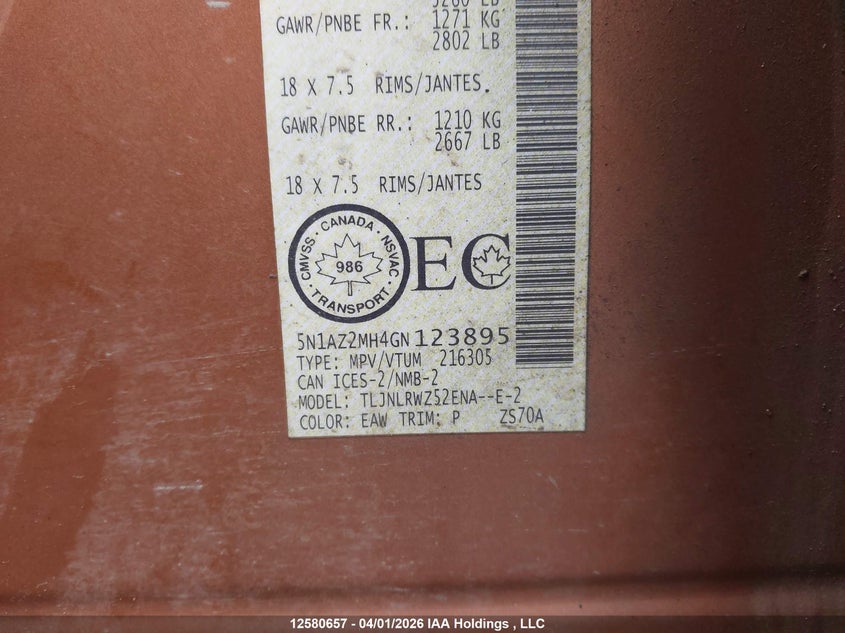 5260 LB
GAWR/PNBE FR.: 1271 KG
2802 LB
18 X 7.5 RIMS/JANTES.
GAWR/PNBE RR.: 1210 KG
2667 LB
18 X 7.5 RIMS/JANTES
CMVSS · CANADA · NSVAC · TRANSPORT ·
986
EC
5N1AZ2MH4GN123895
TYPE: MPV/VTUM 216305
CAN ICES-2/NMB-2
MODEL: TLJNLRWZ52ENA--E-2
COLOR: EAW TRIM: P ZS70A
12580657 - 04/01/2026 IAA Holdings , LLC